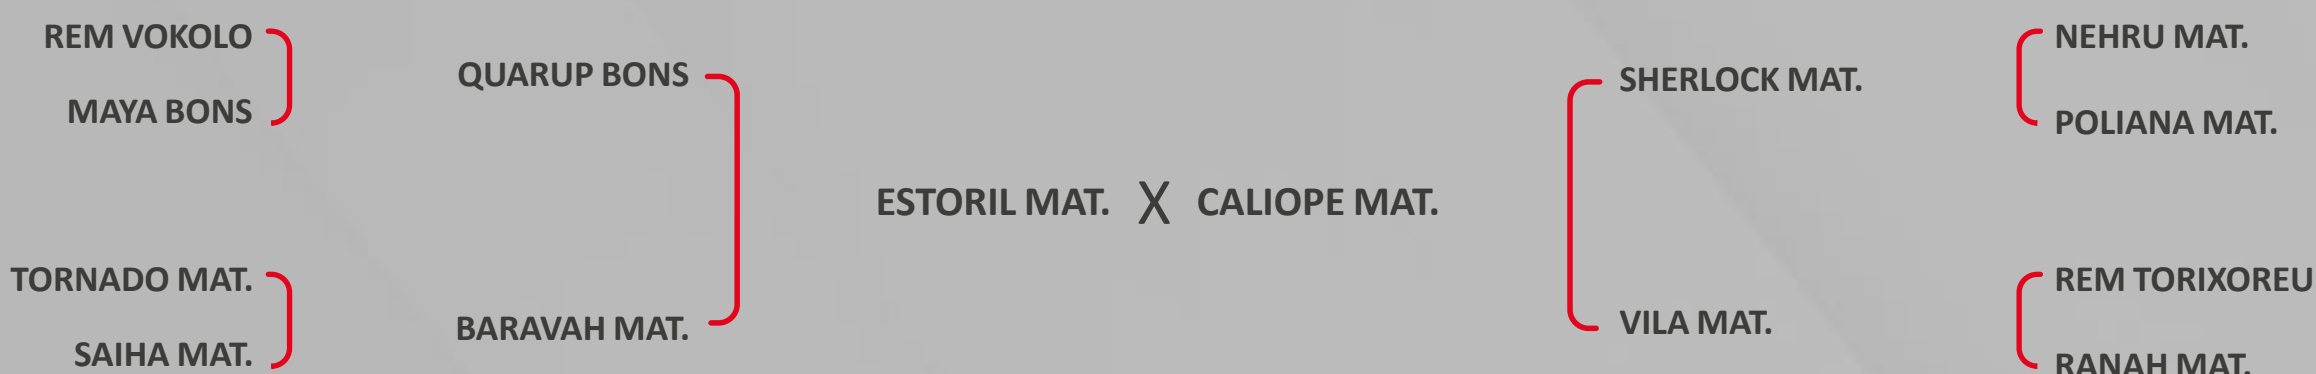 REM VOKOLO
MAYA BONS
QUARUP BONS
TORNADO MAT.
SAIHA MAT.
BARAVAH MAT.
ESTORIL MAT. X CALIOPE MAT.
SHERLOCK MAT.
NEHRU MAT.
POLIANA MAT.
VILA MAT.
REM TORIXOREU
RANAH MAT.